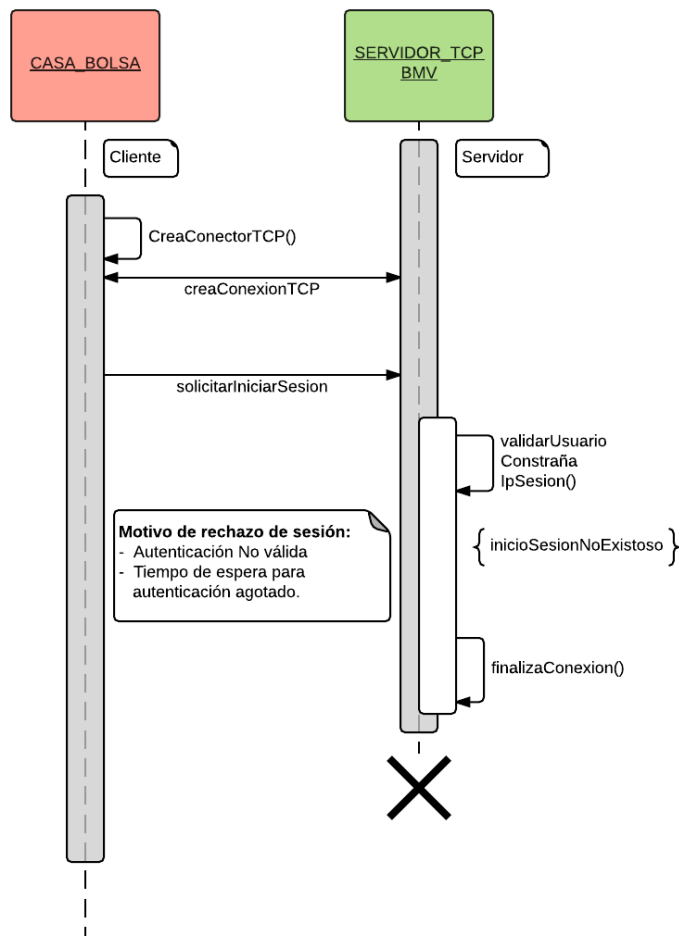 CASA_BOLSA
SERVIDOR_TCP
BMV
Cliente
Servidor
CreaConectorTCP()
creaConexionTCP
solicitarIniciarSesion
validarUsuario
Constraña
IpSesion()
Motivo de rechazo de sesión:
- Autenticación No válida
- Tiempo de espera para
autenticación agotado.
{ inicioSesionNoExistoso }
finalizaConexion()